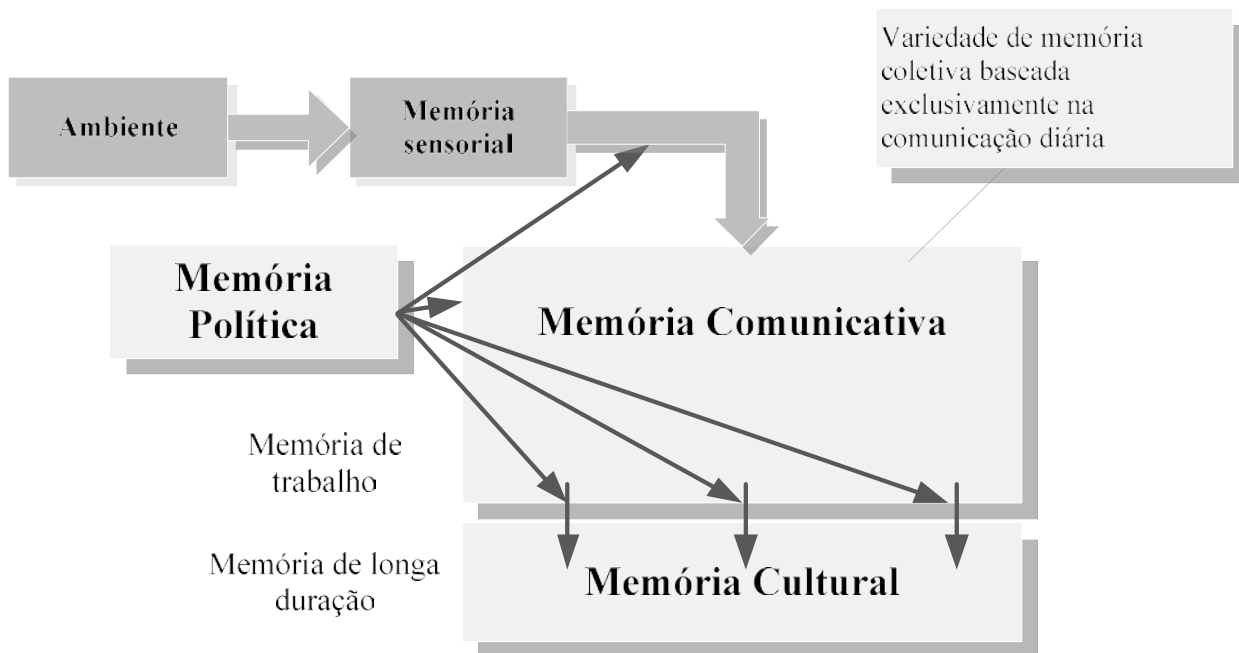 Variedade de memória
coletiva baseada
exclusivamente na
comunicação diária
Ambiente
Memória
sensorial
Memória
Política
Memória Comunicativa
Memória de
trabalho
Memória de longa
duração
Memória Cultural